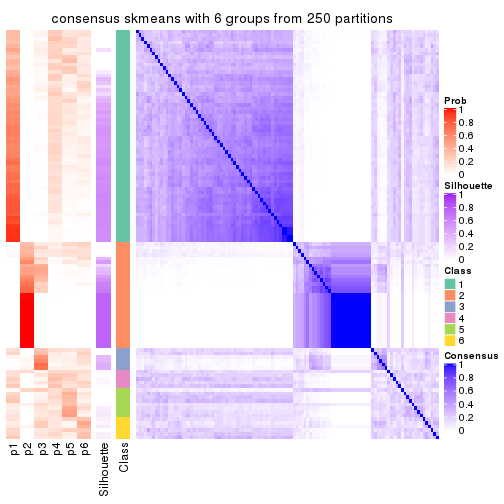 consensus skmeans with 6 groups from 250 partitions
Prob
1
0.8
0.6
0.4
0.2
0
Silhouette
1
0.8
0.6
0.4
0.2
0
Class
1
2
3
4
5
6
Consensus
1
0.8
0.6
0.4
0.2
0
p1
p2
p3
p4
p5
p6
Silhouette
Class